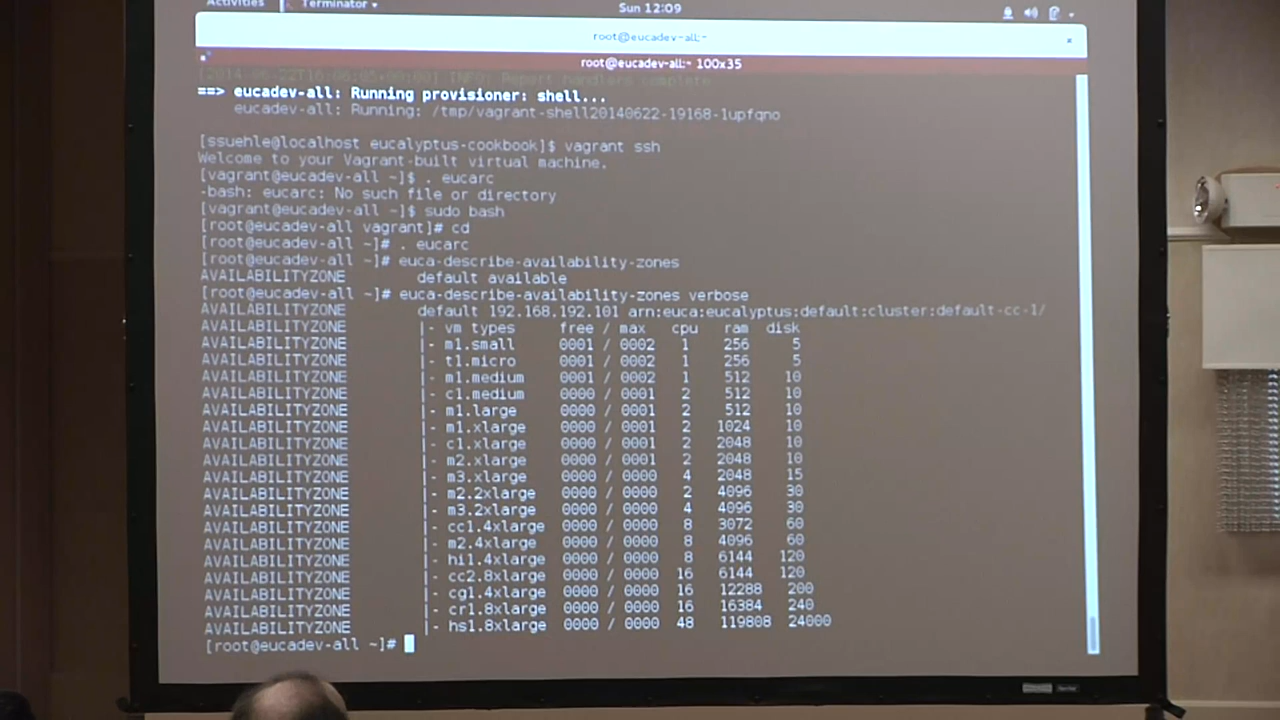 Activities Terminator Sun 12:09
root@eucadev-all:~ ×
root@eucadev-all:~ 100x35
[2014-06-22T16:06:05+00:00] INFO: Report handlers complete
==> eucadev-all: Running provisioner: shell...
eucadev-all: Running: /tmp/vagrant-shell20140622-19168-1upfqno
[ssuehle@localhost eucalyptus-cookbook]$ vagrant ssh
Welcome to your Vagrant-built virtual machine.
[vagrant@eucadev-all ~]$ . eucarc
-bash: eucarc: No such file or directory
[vagrant@eucadev-all ~]$ sudo bash
[root@eucadev-all vagrant]# cd
[root@eucadev-all ~]# . eucarc
[root@eucadev-all ~]# euca-describe-availability-zones
AVAILABILITYZONE default available
[root@eucadev-all ~]# euca-describe-availability-zones verbose
AVAILABILITYZONE default 192.168.192.101 arn:euca:eucalyptus:default:cluster:default-cc-1/
AVAILABILITYZONE |- vm types free / max cpu ram disk
AVAILABILITYZONE |- m1.small 0001 / 0002 1 256 5
AVAILABILITYZONE |- t1.micro 0001 / 0002 1 256 5
AVAILABILITYZONE |- m1.medium 0001 / 0002 1 512 10
AVAILABILITYZONE |- c1.medium 0000 / 0001 2 512 10
AVAILABILITYZONE |- m1.large 0000 / 0001 2 512 10
AVAILABILITYZONE |- m1.xlarge 0000 / 0001 2 1024 10
AVAILABILITYZONE |- c1.xlarge 0000 / 0001 2 2048 10
AVAILABILITYZONE |- m2.xlarge 0000 / 0001 2 2048 10
AVAILABILITYZONE |- m3.xlarge 0000 / 0000 4 2048 15
AVAILABILITYZONE |- m2.2xlarge 0000 / 0000 2 4096 30
AVAILABILITYZONE |- m3.2xlarge 0000 / 0000 4 4096 30
AVAILABILITYZONE |- cc1.4xlarge 0000 / 0000 8 3072 60
AVAILABILITYZONE |- m2.4xlarge 0000 / 0000 8 4096 60
AVAILABILITYZONE |- hi1.4xlarge 0000 / 0000 8 6144 120
AVAILABILITYZONE |- cc2.8xlarge 0000 / 0000 16 6144 120
AVAILABILITYZONE |- cg1.4xlarge 0000 / 0000 16 12288 200
AVAILABILITYZONE |- cr1.8xlarge 0000 / 0000 16 16384 240
AVAILABILITYZONE |- hs1.8xlarge 0000 / 0000 48 119808 24000
[root@eucadev-all ~]#